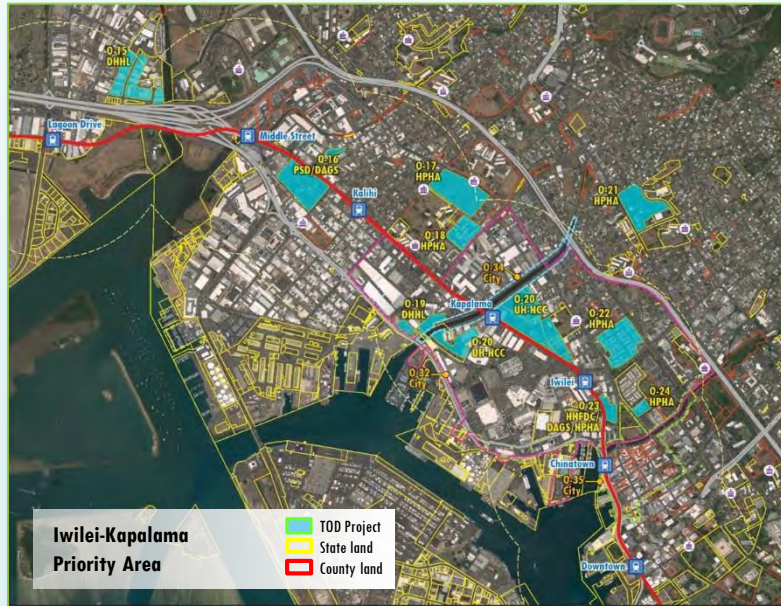 O-15
DHHL
Lagoon Drive
Middle Street
O-16
PSD/DAGS
O-17
HPHA
Kalihi
O-21
HPHA
O-18
HPHA
O-34
City
O-19
DHHL
Kapalama
O-20
UH-HCC
O-20
UH-HCC
O-22
HPHA
O-32
City
Iwilei
O-24
HPHA
O-23
HHFDC/
DAGS/HPHA
Chinatown
O-35
City
Downtown
Iwilei-Kapalama
Priority Area
TOD Project
State land
County land